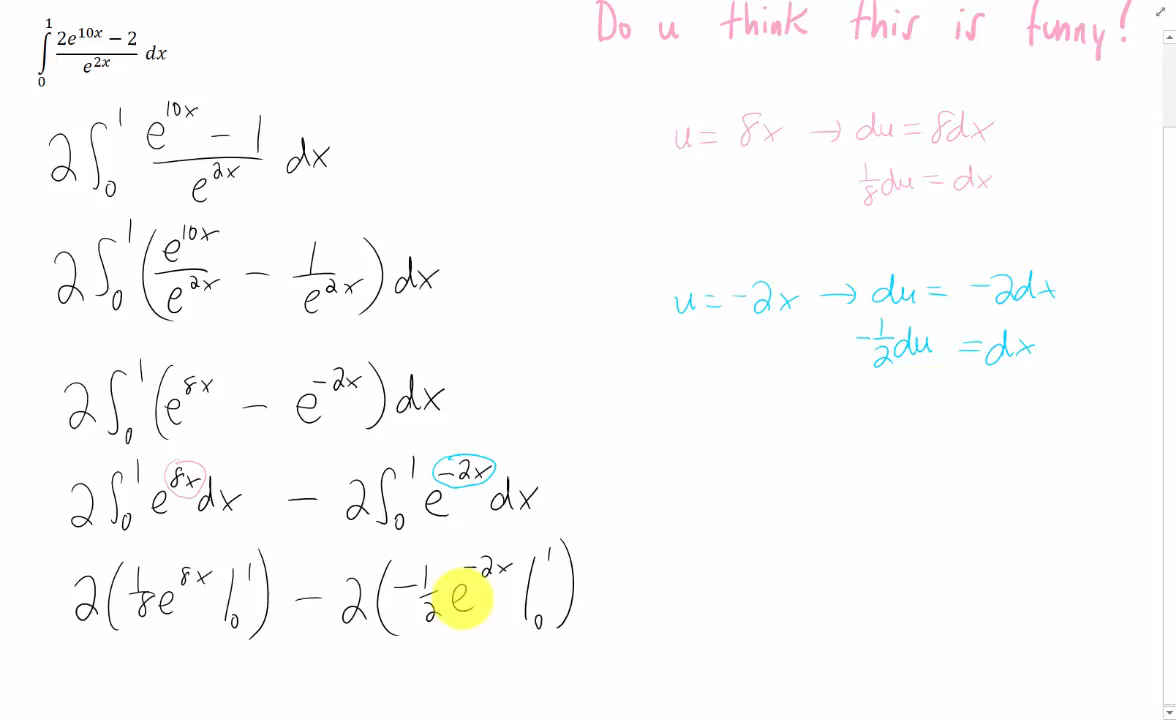 ∫₀¹ (2e^{10x} − 2)/e^{2x} dx
Do u think this is funny!
2∫₀¹ (e^{10x} − 1)/e^{2x} dx
u = 8x → du = 8dx
1/8 du = dx
2∫₀¹ (e^{10x}/e^{2x} − 1/e^{2x}) dx
u = −2x → du = −2dx
−1/2 du = dx
2∫₀¹ (e^{8x} − e^{−2x}) dx
2∫₀¹ e^{8x} dx − 2∫₀¹ e^{−2x} dx
2(1/8 e^{8x} |₀¹) − 2(−1/2 e^{−2x} |₀¹)